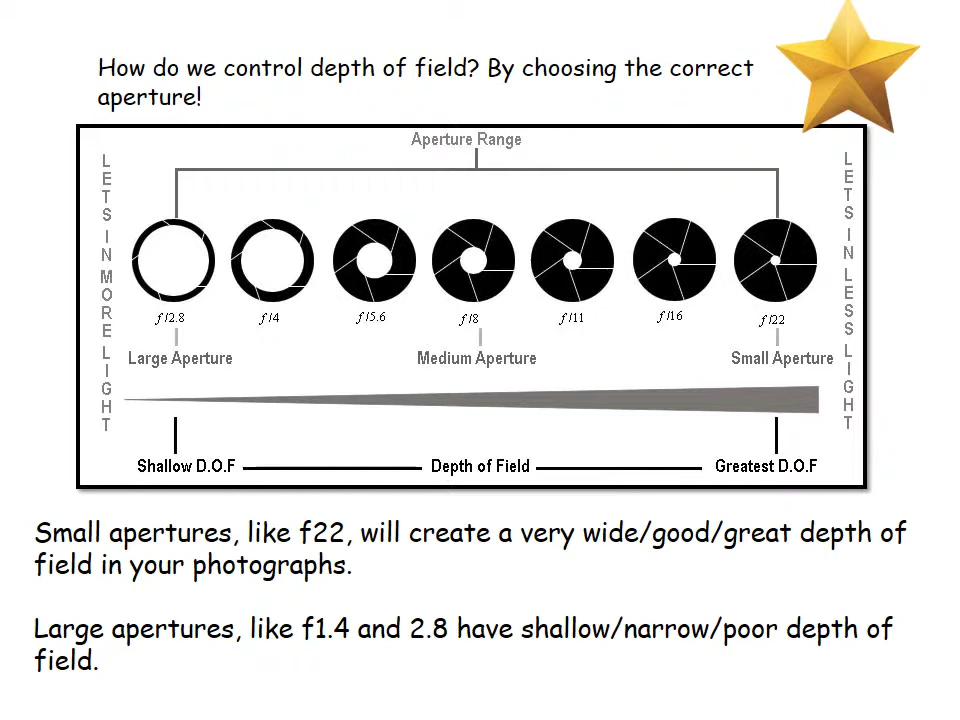 How do we control depth of field? By choosing the correct
aperture!
Aperture Range
LETS IN MORE LIGHT
LETS IN LESS LIGHT
f/2.8 f/4 f/5.6 f/8 f/11 f/16 f/22
Large Aperture Medium Aperture Small Aperture
Shallow D.O.F Depth of Field Greatest D.O.F
Small apertures, like f22, will create a very wide/good/great depth of
field in your photographs.
Large apertures, like f1.4 and 2.8 have shallow/narrow/poor depth of
field.